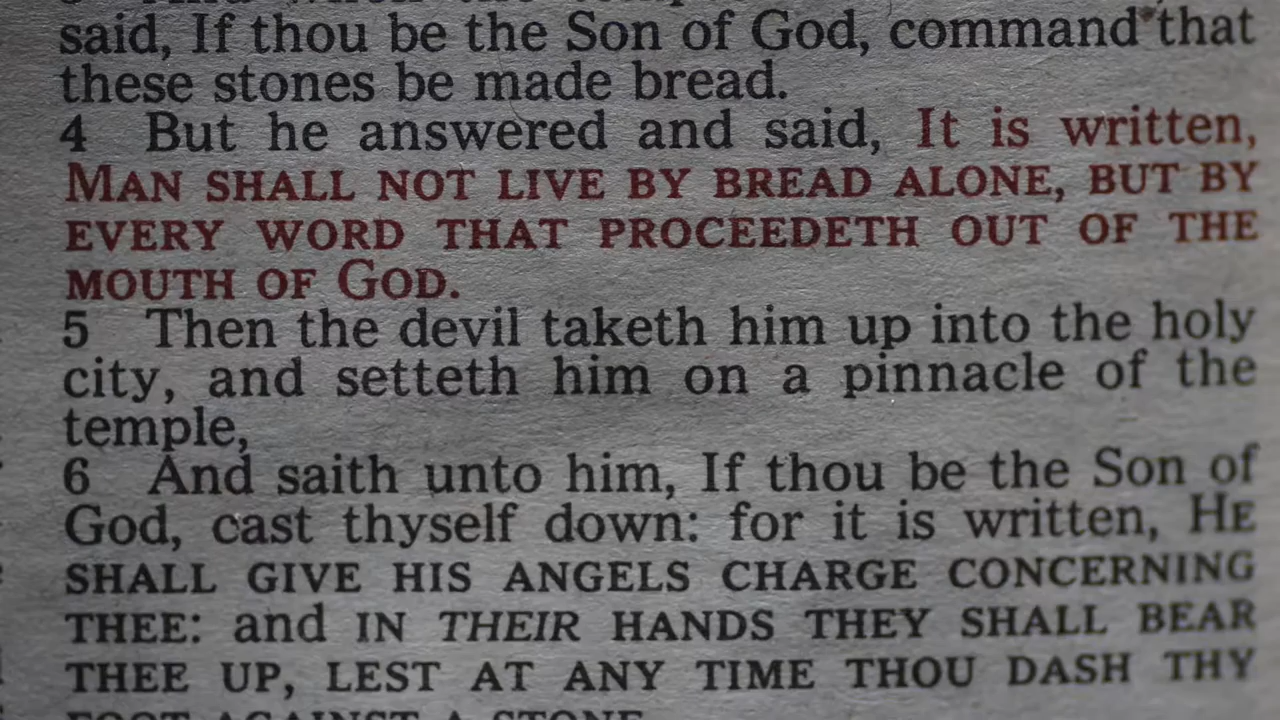 said, If thou be the Son of God, command that
these stones be made bread.
4 But he answered and said, It is written,
MAN SHALL NOT LIVE BY BREAD ALONE, BUT BY
EVERY WORD THAT PROCEEDETH OUT OF THE
MOUTH OF GOD.
5 Then the devil taketh him up into the holy
city, and setteth him on a pinnacle of the
temple,
6 And saith unto him, If thou be the Son of
God, cast thyself down: for it is written, HE
SHALL GIVE HIS ANGELS CHARGE CONCERNING
THEE: and IN THEIR HANDS THEY SHALL BEAR
THEE UP, LEST AT ANY TIME THOU DASH THY
FOOT AGAINST A STONE